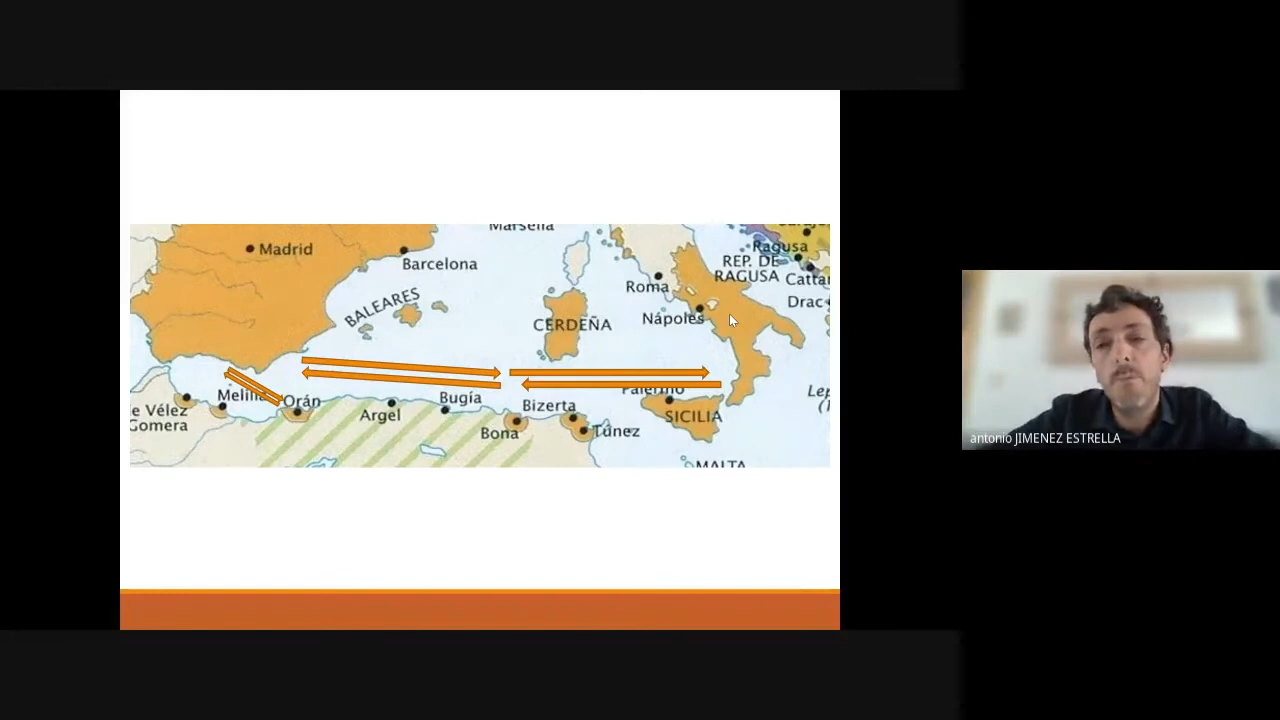 Marsella
Madrid
Barcelona
BALEARES
CERDEÑA
Roma
Nápoles
Ragusa
REP. DE
RAGUSA
Cattar
Drac
Melilla
Orán
Argel
Bugía
Bizerta
Bona
Túnez
Palermo
SICILIA
MALTA
e Vélez
Gomera
Lep
antonio JIMENEZ ESTRELLA